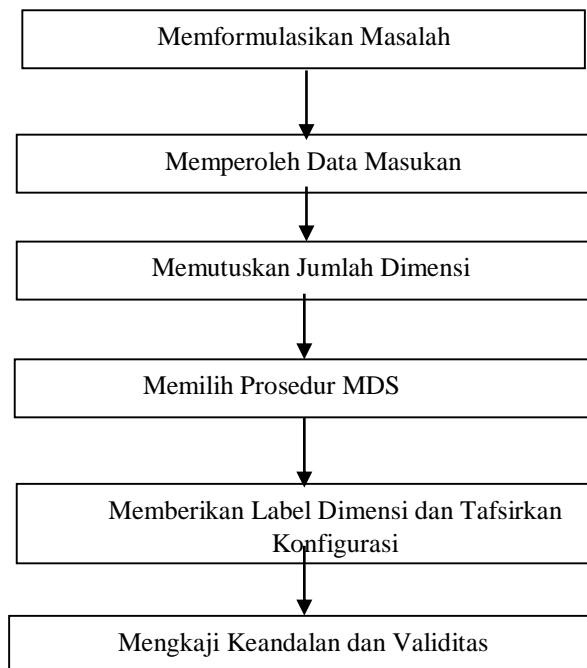 Memformulasikan Masalah
Memperoleh Data Masukan
Memutuskan Jumlah Dimensi
Memilih Prosedur MDS
Memberikan Label Dimensi dan Tafsirkan
Konfigurasi
Mengkaji Keandalan dan Validitas